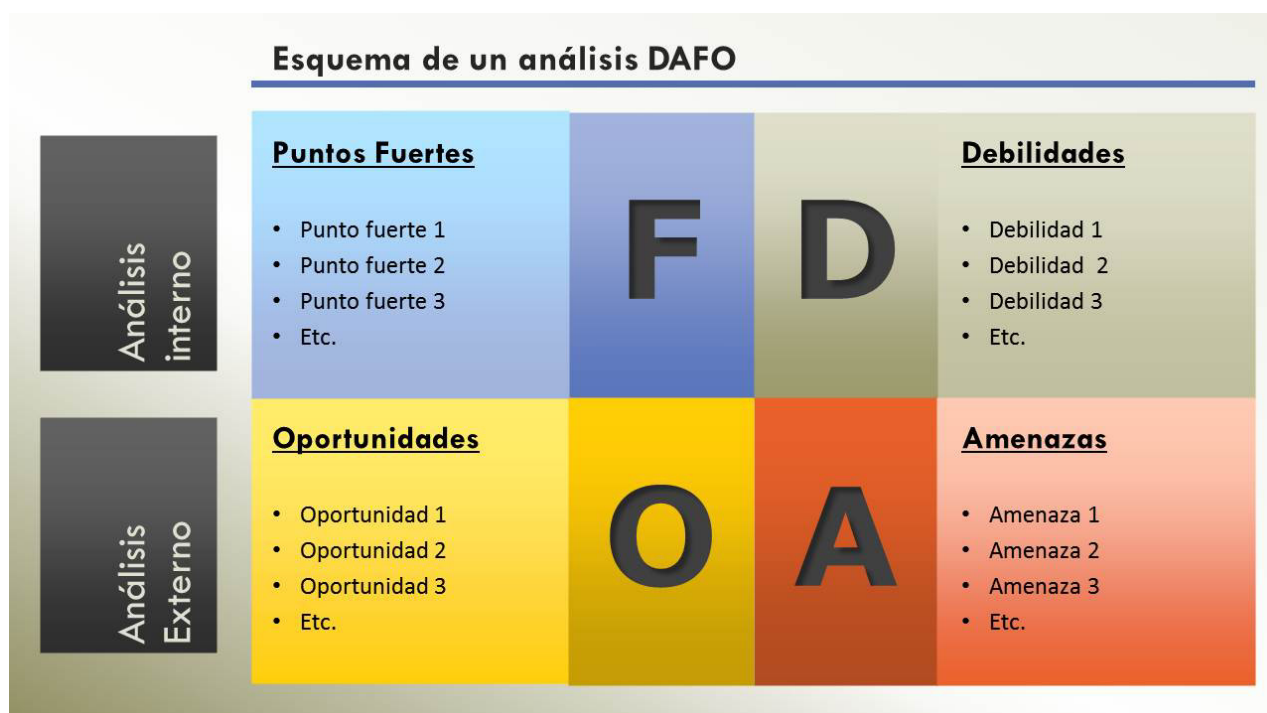 Esquema de un análisis DAFO
Análisis
interno
Puntos Fuertes
• Punto fuerte 1
• Punto fuerte 2
• Punto fuerte 3
• Etc.
F
D
Debilidades
• Debilidad 1
• Debilidad 2
• Debilidad 3
• Etc.
Análisis
Externo
Oportunidades
• Oportunidad 1
• Oportunidad 2
• Oportunidad 3
• Etc.
O
A
Amenazas
• Amenaza 1
• Amenaza 2
• Amenaza 3
• Etc.